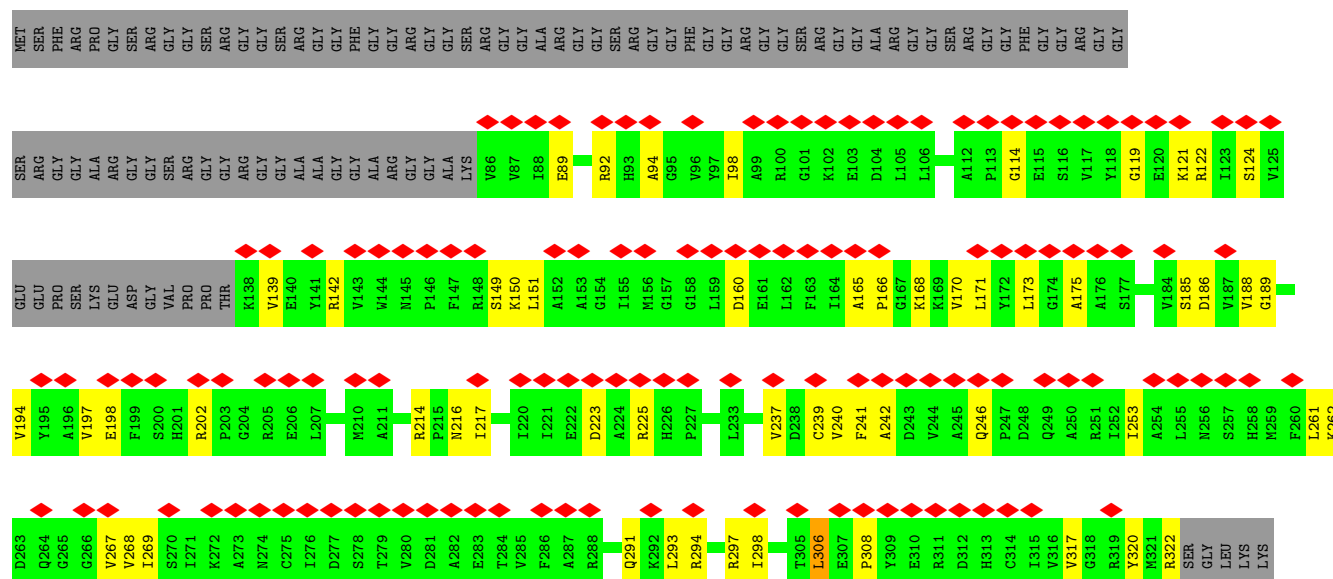 MET SER PHE ARG PRO GLY SER ARG GLY GLY SER ARG GLY GLY SER ARG GLY GLY PHE GLY GLY ARG GLY GLY SER ARG GLY GLY ALA ARG GLY GLY SER ARG GLY GLY PHE GLY GLY ARG GLY GLY SER ARG GLY GLY ALA ARG GLY GLY SER ARG GLY GLY PHE GLY GLY ARG GLY GLY
SER ARG GLY GLY ALA ARG GLY GLY SER ARG GLY GLY ARG GLY GLY ALA ALA GLY GLY ALA ARG GLY GLY ALA LYS V86 V87 I88 E89 R92 H93 A94 G95 V96 Y97 I98 A99 R100 G101 K102 E103 D104 L105 L106 A112 P113 G114 E115 S116 V117 Y118 G119 E120 K121 R122 I123 S124 V125
GLU GLU PRO SER LYS GLU ASP GLY VAL PRO PRO THR K138 V139 E140 Y141 R142 V143 W144 N145 P146 F147 R148 S149 K150 L151 A152 A153 G154 I155 M156 G157 G158 L159 D160 E161 L162 F163 I164 A165 P166 G167 K168 K169 V170 L171 Y172 L173 G174 A175 A176 S177 V184 S185 D186 V187 V188 G189
V194 Y195 A196 V197 E198 F199 S200 H201 R202 P203 G204 R205 E206 L207 M210 A211 R214 P215 N216 I217 I220 I221 E222 D223 A224 R225 H226 P227 L233 V237 D238 C239 V240 F241 A242 D243 V244 A245 Q246 P247 D248 Q249 A250 R251 I252 I253 A254 L255 N256 S257 H258 M259 F260 L261 K262
D263 Q264 G265 G266 V267 V268 I269 S270 I271 K272 A273 N274 C275 I276 D277 S278 T279 V280 D281 A282 E283 T284 V285 F286 A287 R288 Q291 K292 L293 R294 R297 I298 T305 L306 E307 P308 Y309 E310 R311 D312 H313 C314 I315 V316 V317 G318 R319 Y320 M321 R322 SER GLY LEU LYS LYS